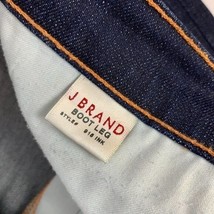 J BRAND
BOOT LEG
STYLE# 918 INK